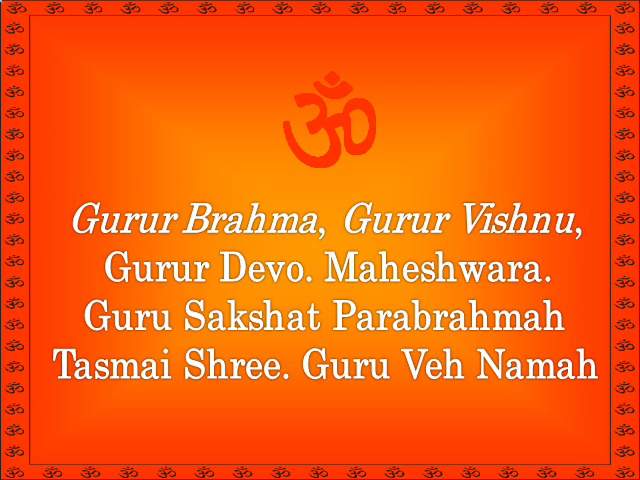 ॐ
Gurur Brahma, Gurur Vishnu,
Gurur Devo. Maheshwara.
Guru Sakshat Parabrahmah
Tasmai Shree. Guru Veh Namah